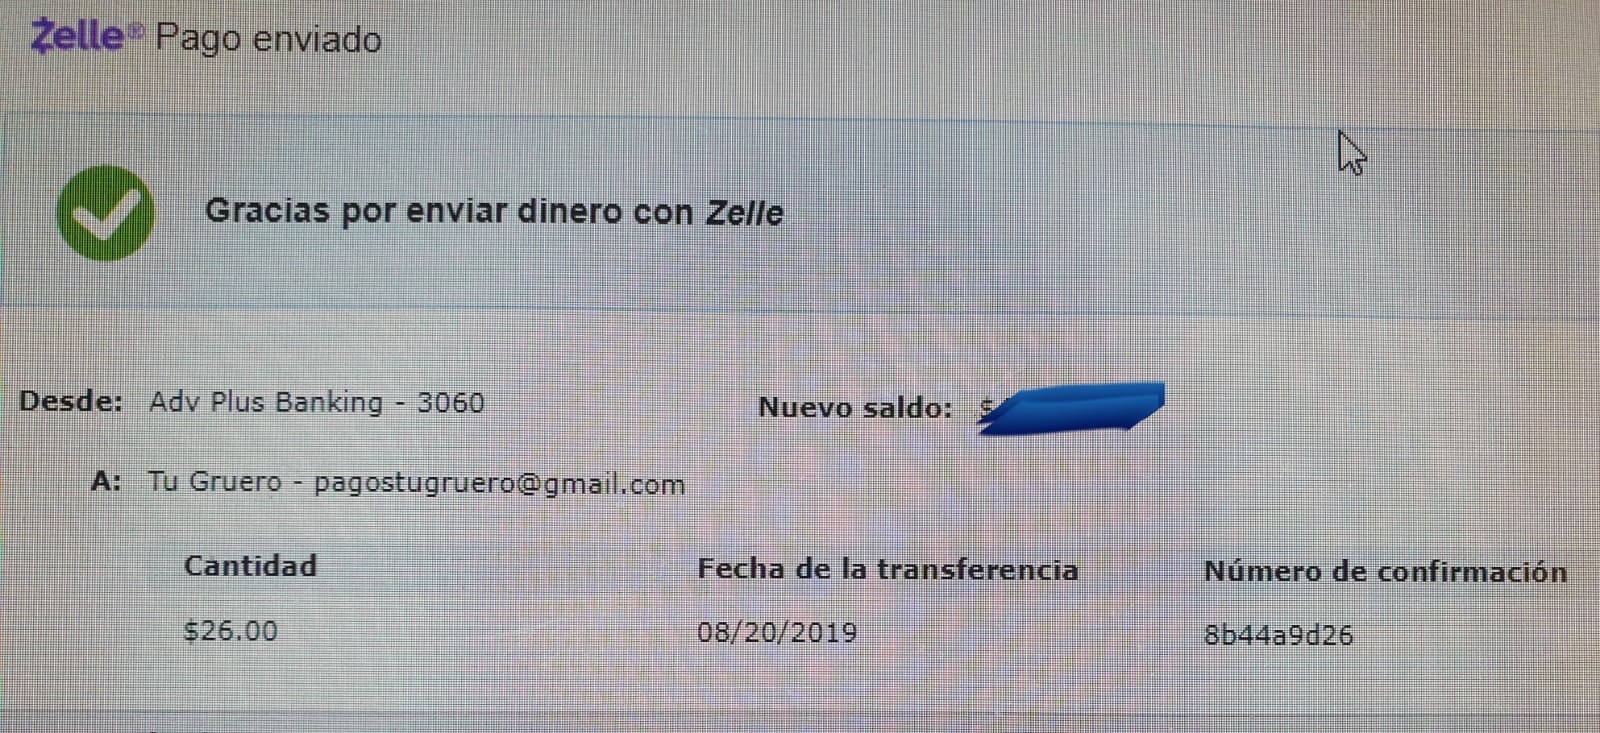 Zelle® Pago enviado
Gracias por enviar dinero con Zelle
Desde: Adv Plus Banking - 3060 Nuevo saldo: $
A: Tu Gruero - pagostugruero@gmail.com
Cantidad Fecha de la transferencia Número de confirmación
$26.00 08/20/2019 8b44a9d26